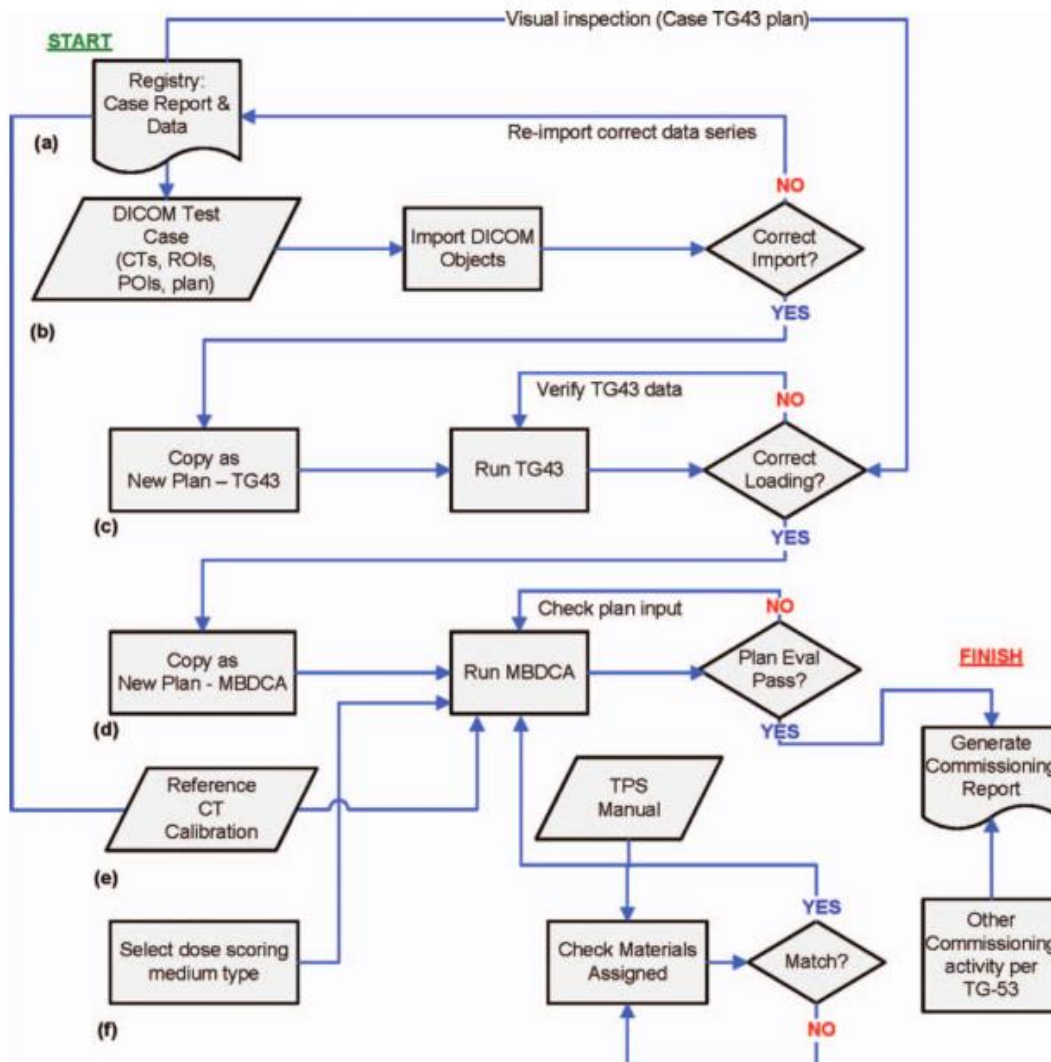 Visual inspection (Case TG43 plan)
START
Registry:
Case Report &
Data
(a)
Re-import correct data series
NO
DICOM Test
Case
(CTs, ROIs,
POIs, plan)
Import DICOM
Objects
Correct
Import?
(b)
YES
Verify TG43 data
NO
Copy as
New Plan – TG43
Run TG43
Correct
Loading?
(c)
YES
Check plan input
NO
Copy as
New Plan - MBDCA
Run MBDCA
Plan Eval
Pass?
FINISH
(d)
YES
Generate
Commissioning
Report
Reference
CT
Calibration
TPS
Manual
(e)
YES
Select dose scoring
medium type
Check Materials
Assigned
Match?
Other
Commissioning
activity per
TG-53
(f)
NO